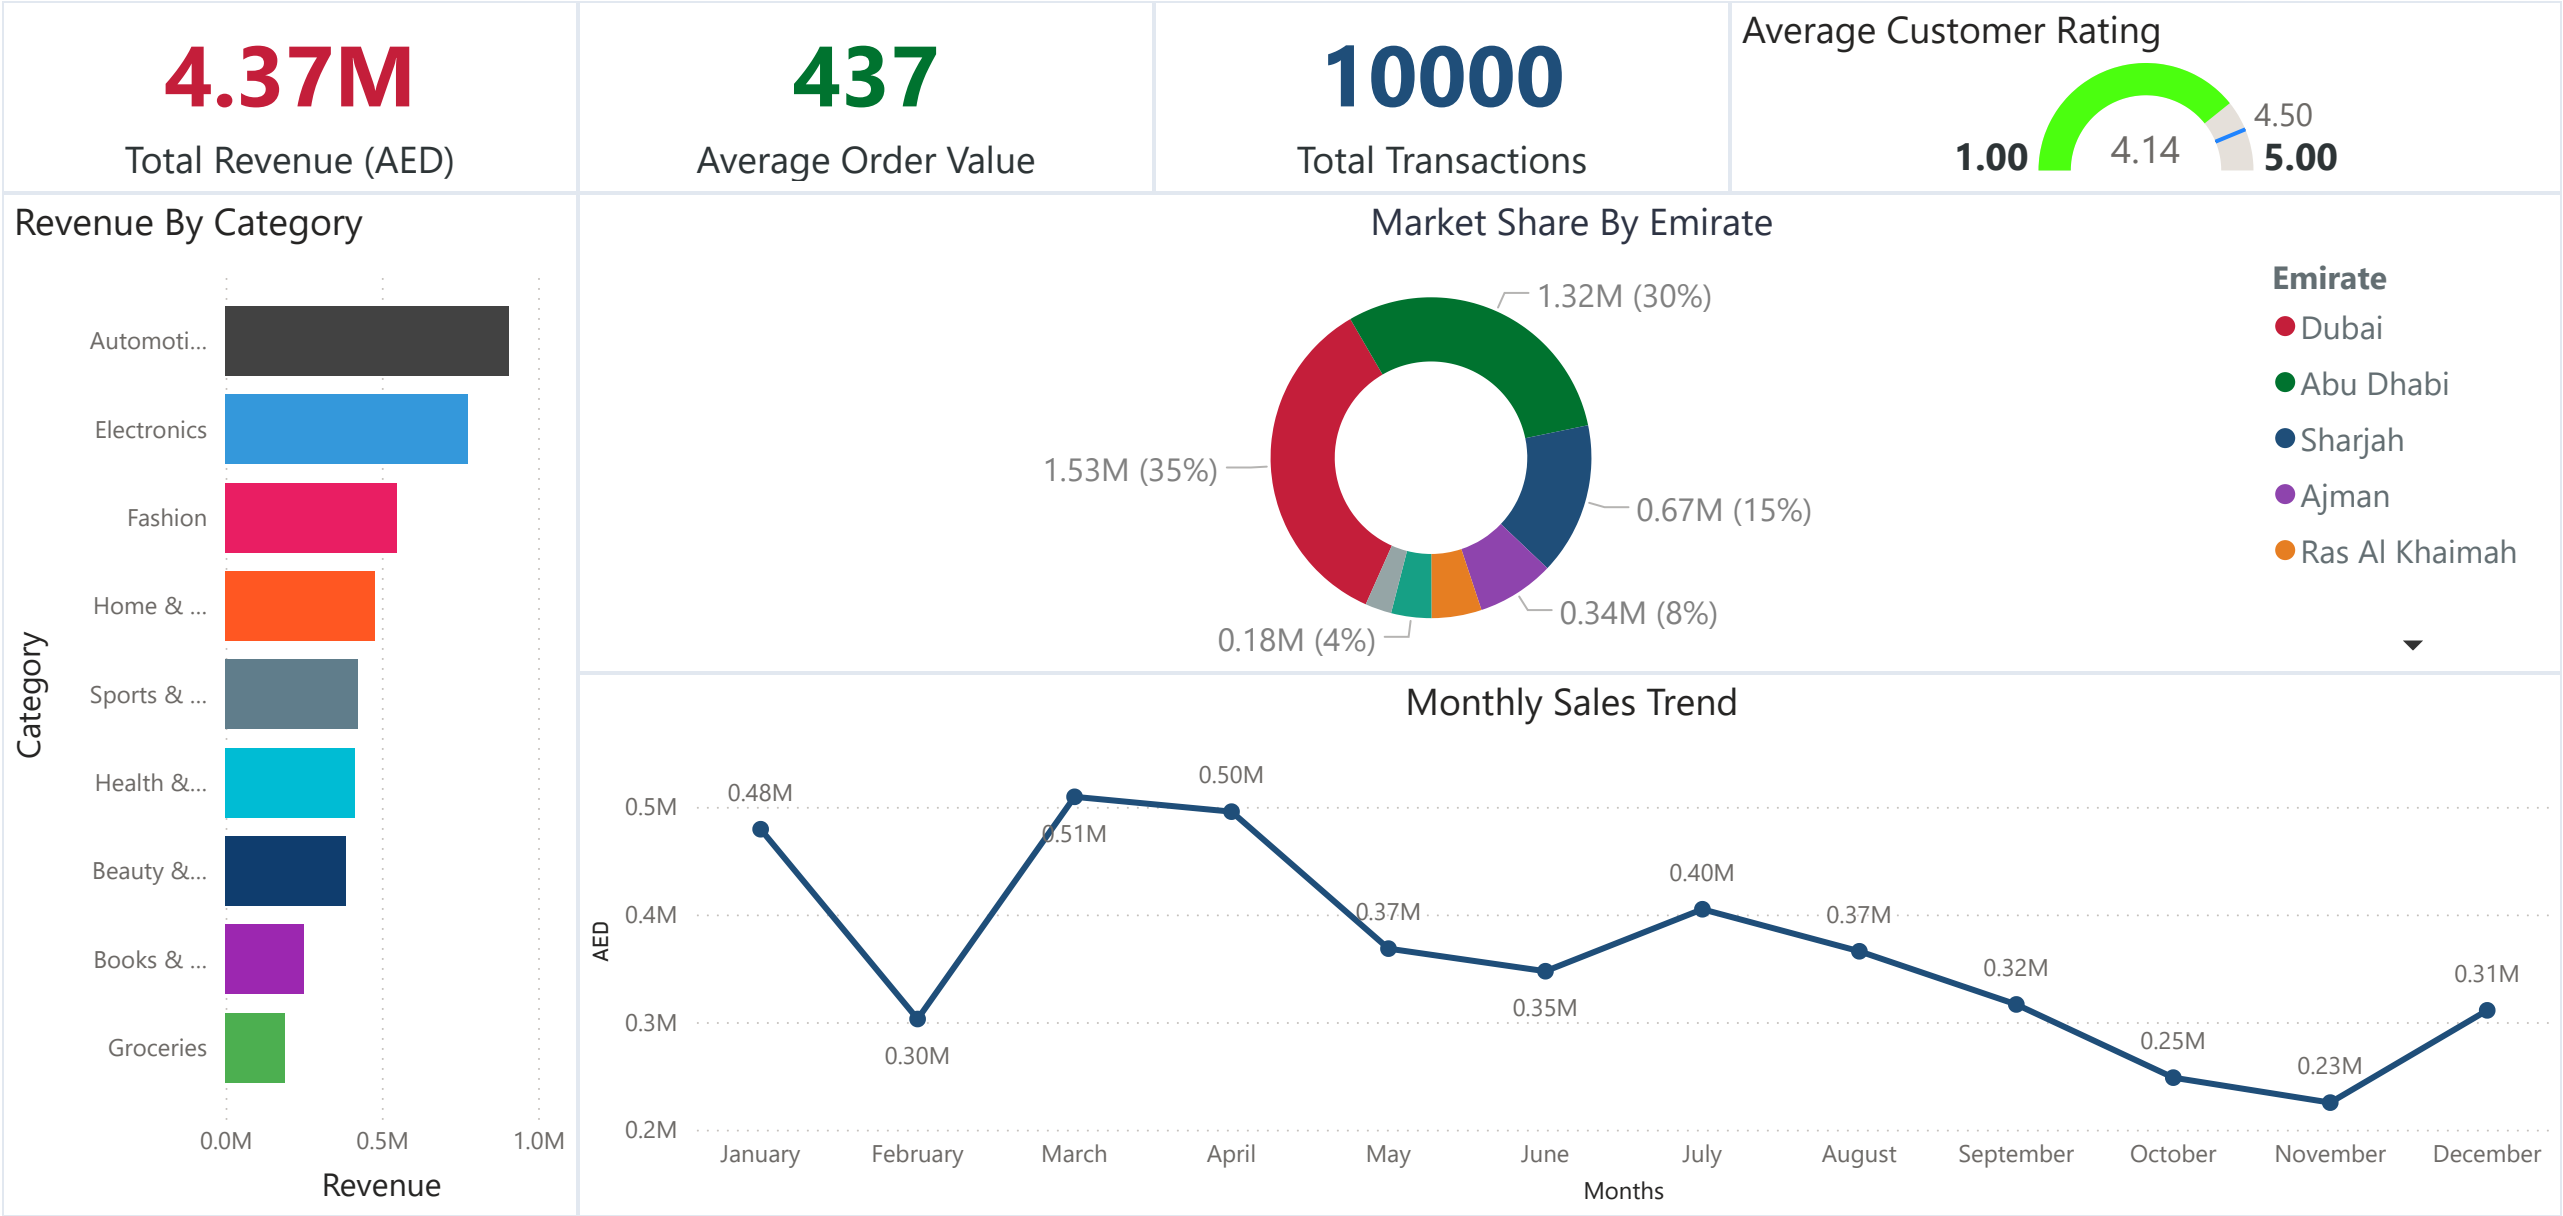 4.37M
Total Revenue (AED)
437
Average Order Value
10000
Total Transactions
Average Customer Rating
4.50
1.00
4.14
5.00
Revenue By Category
Category
Automoti...
Electronics
Fashion
Home & ...
Sports & ...
Health &...
Beauty &...
Books & ...
Groceries
0.0M
0.5M
1.0M
Revenue
Market Share By Emirate
1.32M (30%)
1.53M (35%)
0.67M (15%)
0.34M (8%)
0.18M (4%)
Emirate
Dubai
Abu Dhabi
Sharjah
Ajman
Ras Al Khaimah
Monthly Sales Trend
AED
0.5M
0.4M
0.3M
0.2M
0.48M
0.30M
0.51M
0.50M
0.37M
0.35M
0.40M
0.37M
0.32M
0.25M
0.23M
0.31M
January
February
March
April
May
June
July
August
September
October
November
December
Months